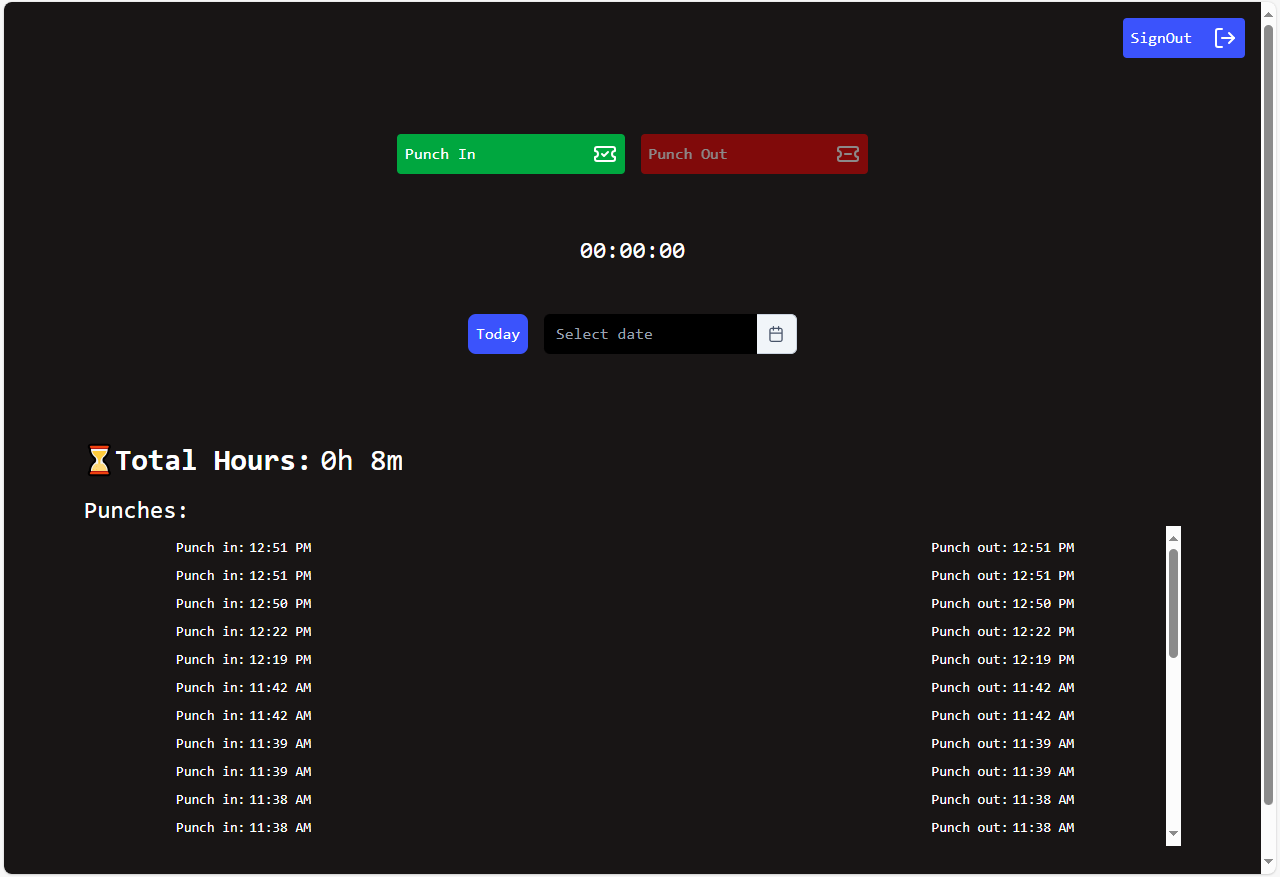 SignOut
Punch In Punch Out
00:00:00
Today Select date
⏳Total Hours: 0h 8m
Punches:
Punch in: 12:51 PM Punch out: 12:51 PM
Punch in: 12:51 PM Punch out: 12:51 PM
Punch in: 12:50 PM Punch out: 12:50 PM
Punch in: 12:22 PM Punch out: 12:22 PM
Punch in: 12:19 PM Punch out: 12:19 PM
Punch in: 11:42 AM Punch out: 11:42 AM
Punch in: 11:42 AM Punch out: 11:42 AM
Punch in: 11:39 AM Punch out: 11:39 AM
Punch in: 11:39 AM Punch out: 11:39 AM
Punch in: 11:38 AM Punch out: 11:38 AM
Punch in: 11:38 AM Punch out: 11:38 AM